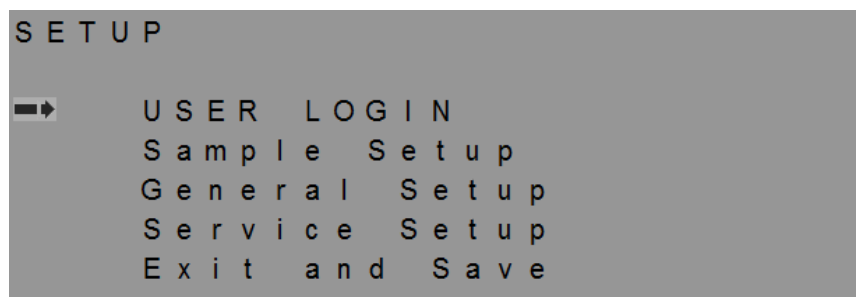 SETUP
USER LOGIN
Sample Setup
General Setup
Service Setup
Exit and Save